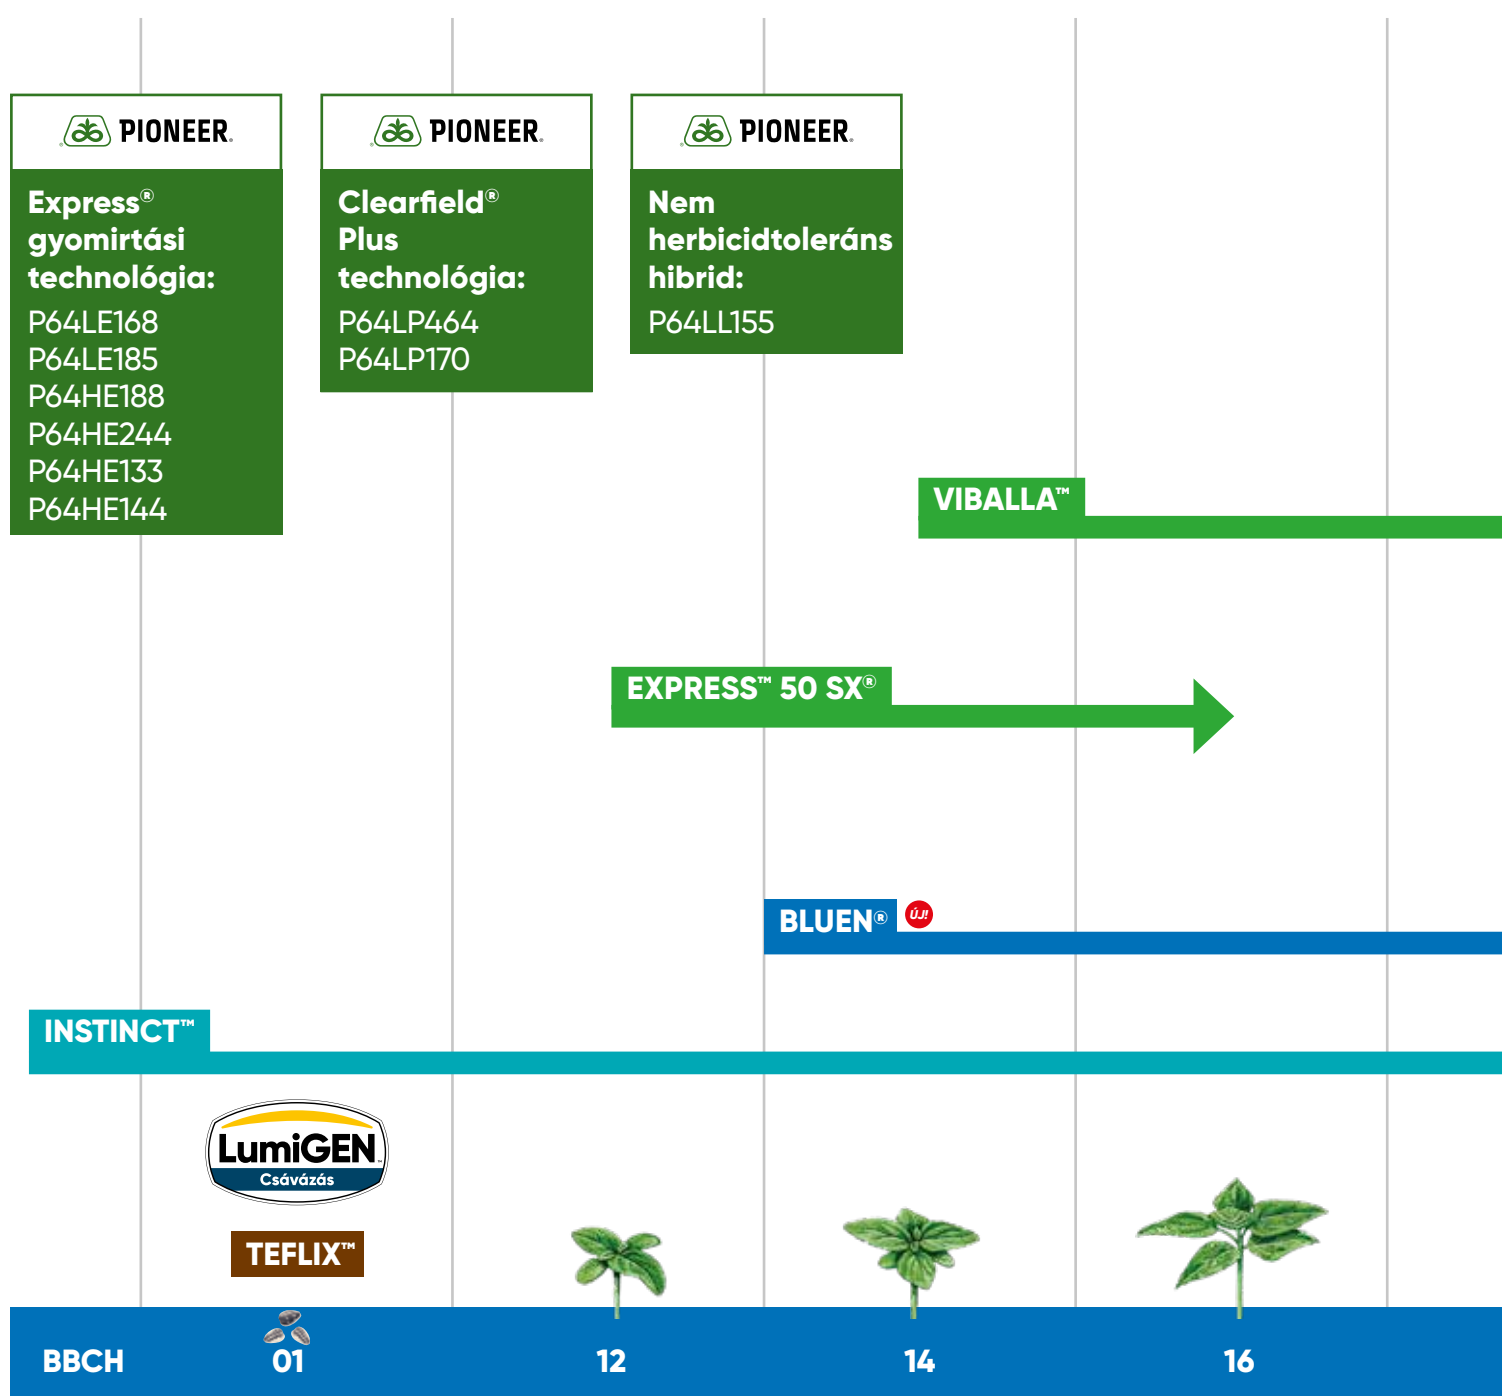 PIONEER.
Express®
gyomirtási
technológia:
P64LE168
P64LE185
P64HE188
P64HE244
P64HE133
P64HE144
PIONEER.
Clearfield®
Plus
technológia:
P64LP464
P64LP170
PIONEER.
Nem
herbicidtoleráns
hibrid:
P64LL155
VIBALLA™
EXPRESS™ 50 SX®
BLUEN® ÚJ!
INSTINCT™
LumiGEN™
Csávázás
TEFLIX™
BBCH 01 12 14 16